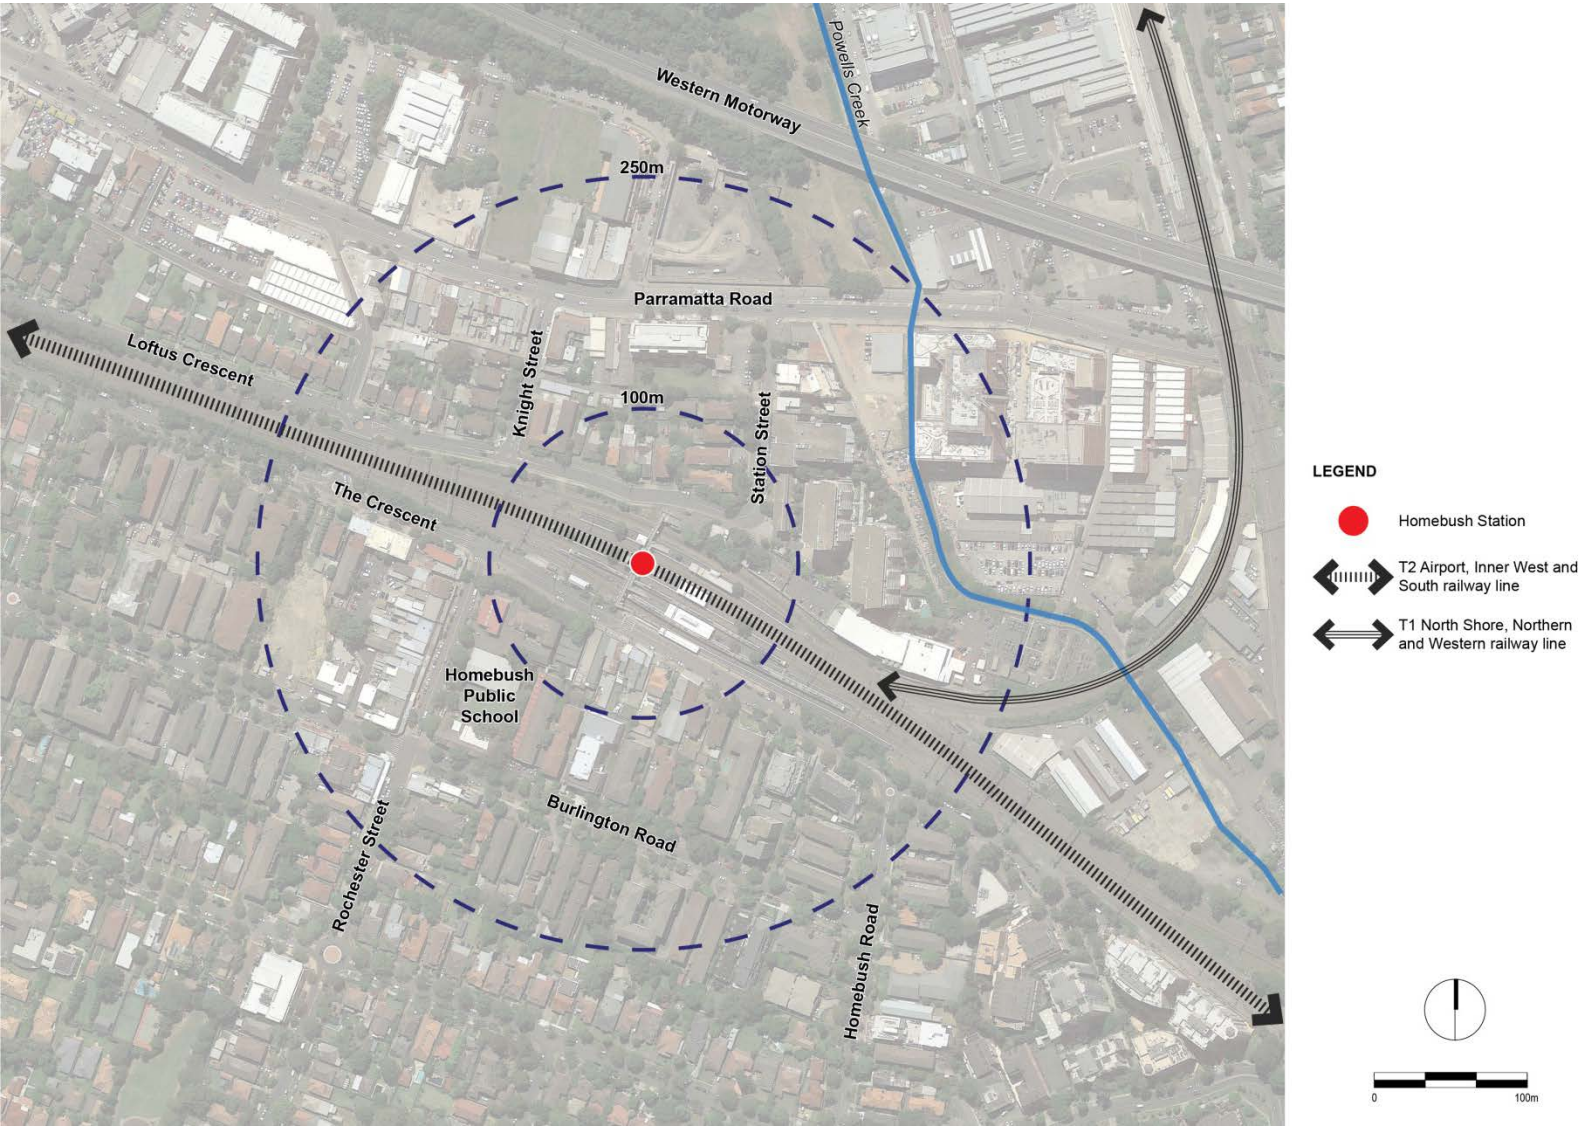 Powells Creek
Western Motorway
250m
Parramatta Road
Loftus Crescent
Knight Street
100m
Station Street
The Crescent
Homebush
Public
School
Burlington Road
Rochester Street
Homebush Road
LEGEND
Homebush Station
T2 Airport, Inner West and
South railway line
T1 North Shore, Northern
and Western railway line
0
100m